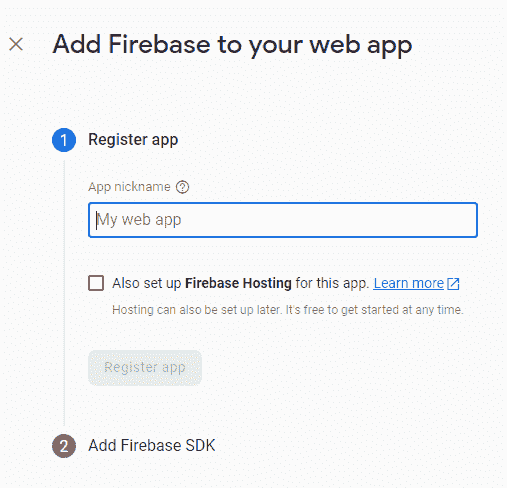 Add Firebase to your web app
1 Register app
App nickname
My web app
Also set up Firebase Hosting for this app. Learn more
Hosting can also be set up later. It's free to get started at any time.
Register app
2 Add Firebase SDK